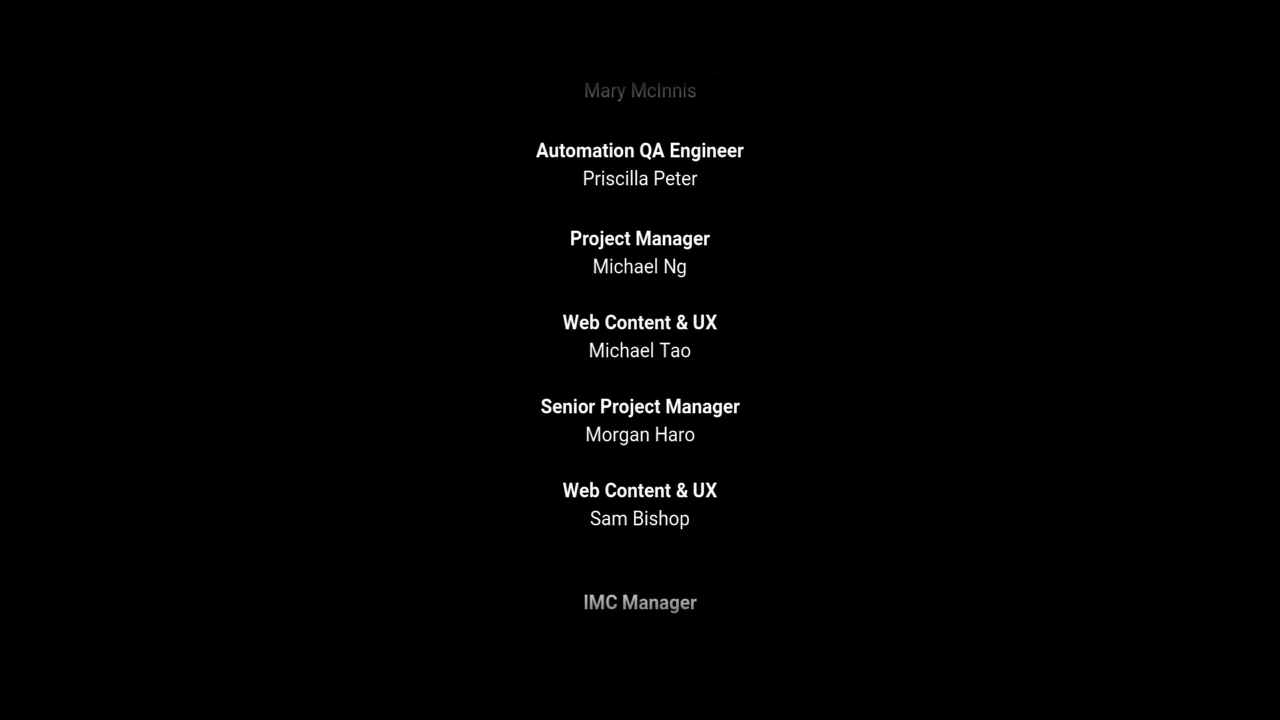 Mary McInnis
Automation QA Engineer
Priscilla Peter
Project Manager
Michael Ng
Web Content & UX
Michael Tao
Senior Project Manager
Morgan Haro
Web Content & UX
Sam Bishop
IMC Manager